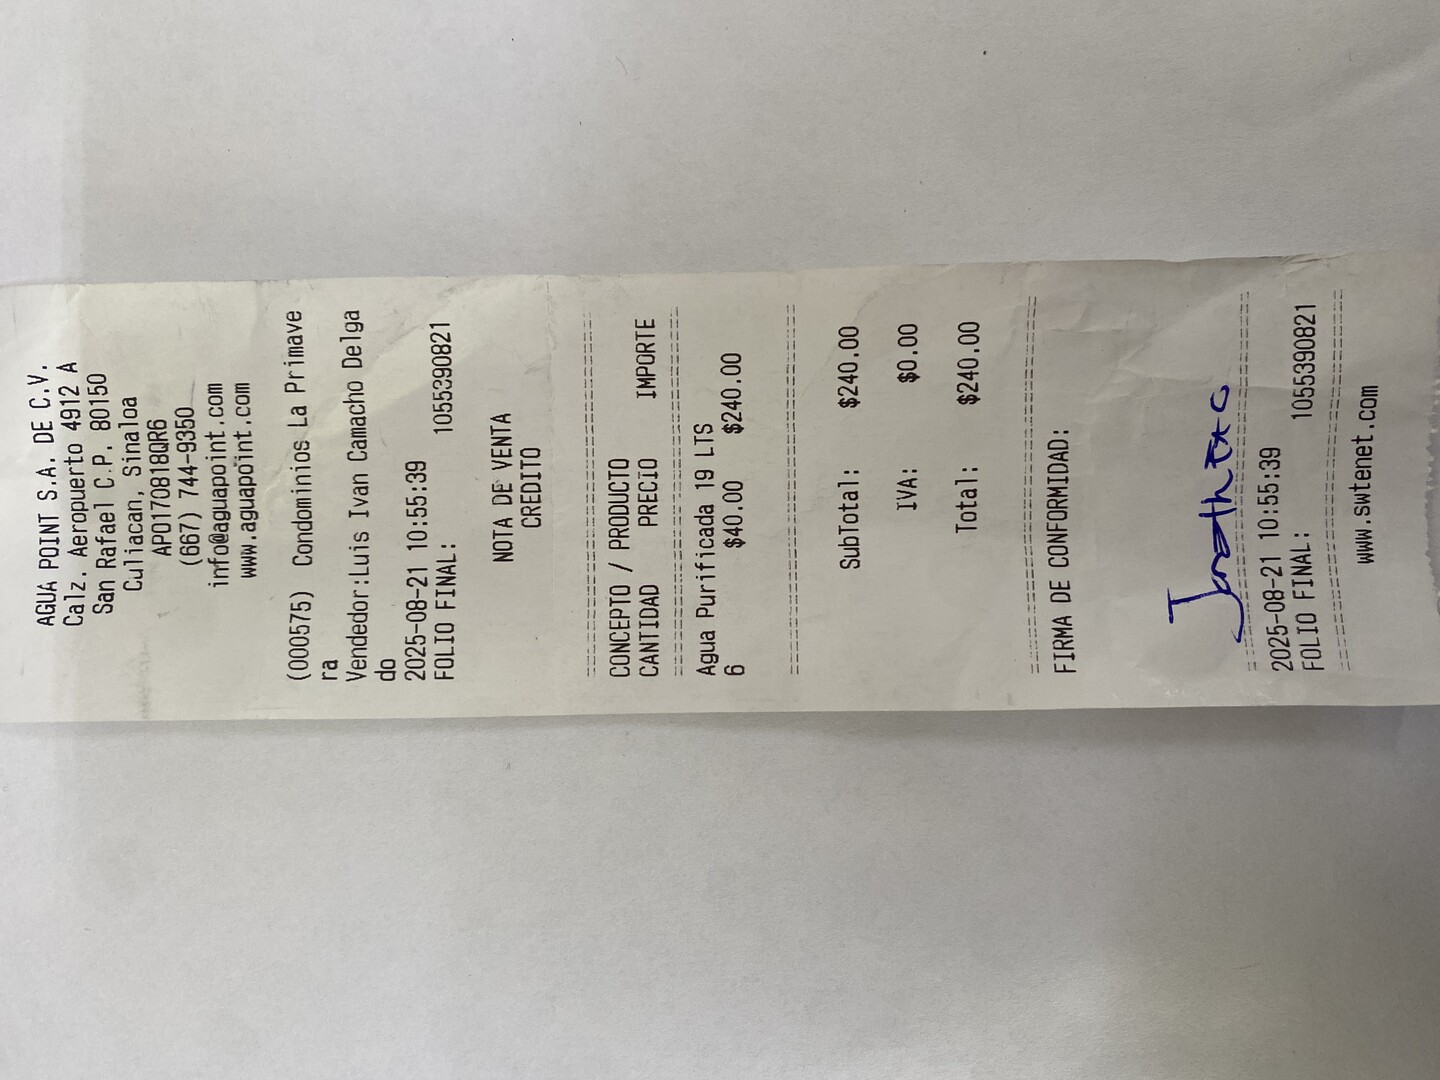 AGUA POINT S.A. DE C.V.
Calz. Aeropuerto 4912 A
San Rafael C.P. 80150
Culiacan, Sinaloa
APO170818QR6
(667) 744-9350
info@aguapoint.com
www.aguapoint.com
(000575) Condominios La Primave
ra
Vendedor:Luis Ivan Camacho Delga
do
2025-08-21 10:55:39
FOLIO FINAL: 1055390821
NOTA DE VENTA
CREDITO
================================
CONCEPTO / PRODUCTO
CANTIDAD PRECIO IMPORTE
================================
Agua Purificada 19 LTS
6 $40.00 $240.00
================================
SubTotal: $240.00
IVA: $0.00
Total: $240.00
================================
FIRMA DE CONFORMIDAD:
================================
2025-08-21 10:55:39
FOLIO FINAL: 1055390821
================================
www.swtenet.com